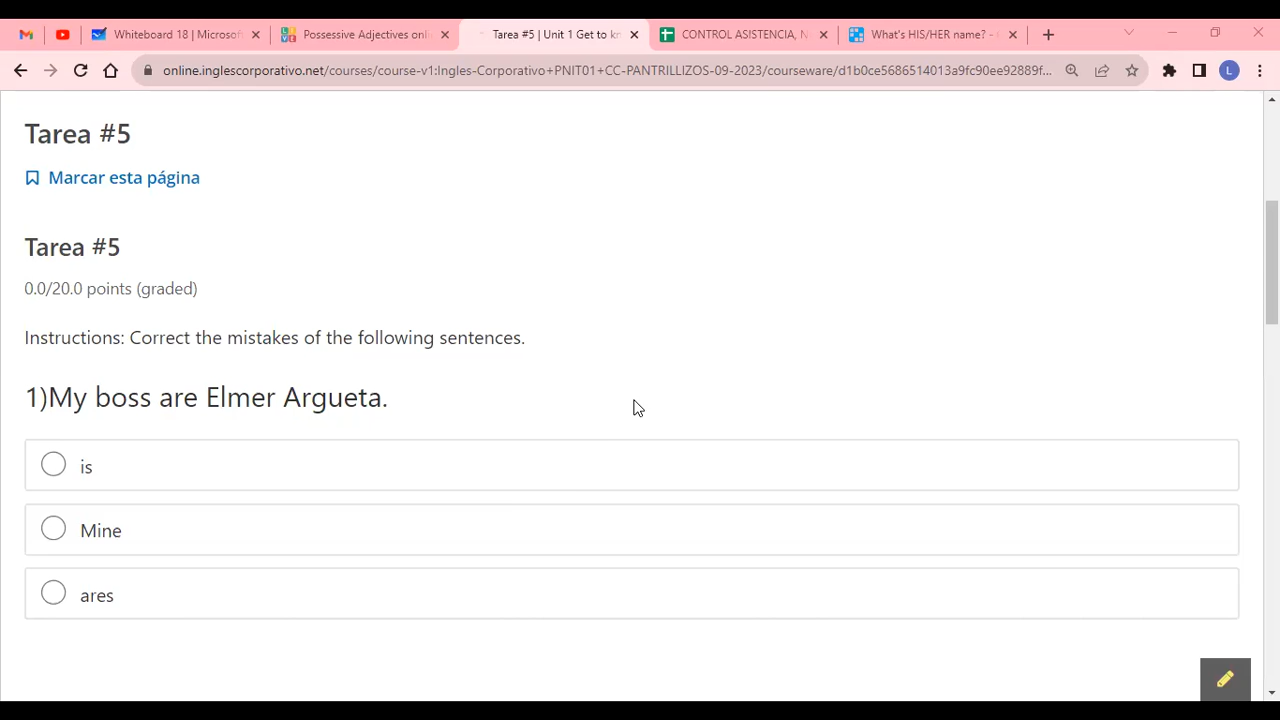 Whiteboard 18 | Microsof
Possessive Adjectives onl
Tarea #5 | Unit 1 Get to kn
CONTROL ASISTENCIA, N
What's HIS/HER name? -
online.inglescorporativo.net/courses/course-v1:Ingles-Corporativo+PNIT01+CC-PANTRILLIZOS-09-2023/courseware/d1b0ce5686514013a9fc90ee92889f...
L
Tarea #5
Marcar esta página
Tarea #5
0.0/20.0 points (graded)
Instructions: Correct the mistakes of the following sentences.
1)My boss are Elmer Argueta.
is
Mine
ares